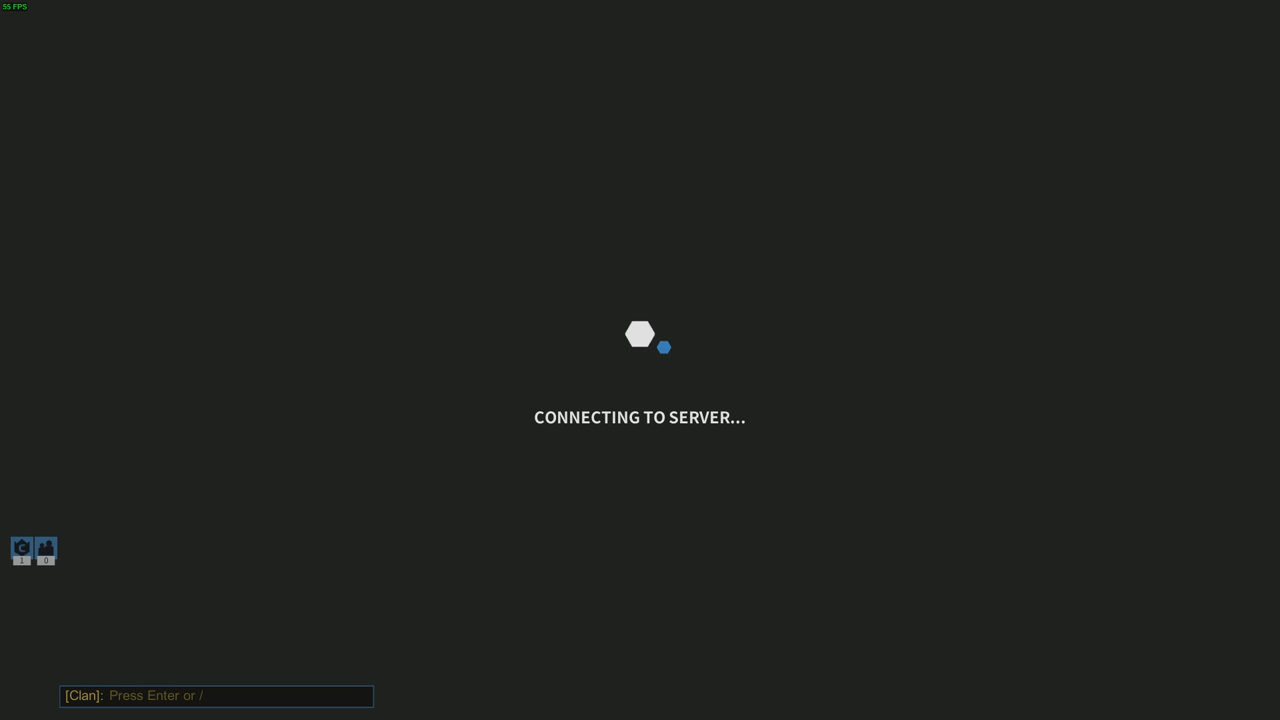 55 FPS
CONNECTING TO SERVER...
C
1 0
[Clan]: Press Enter or /